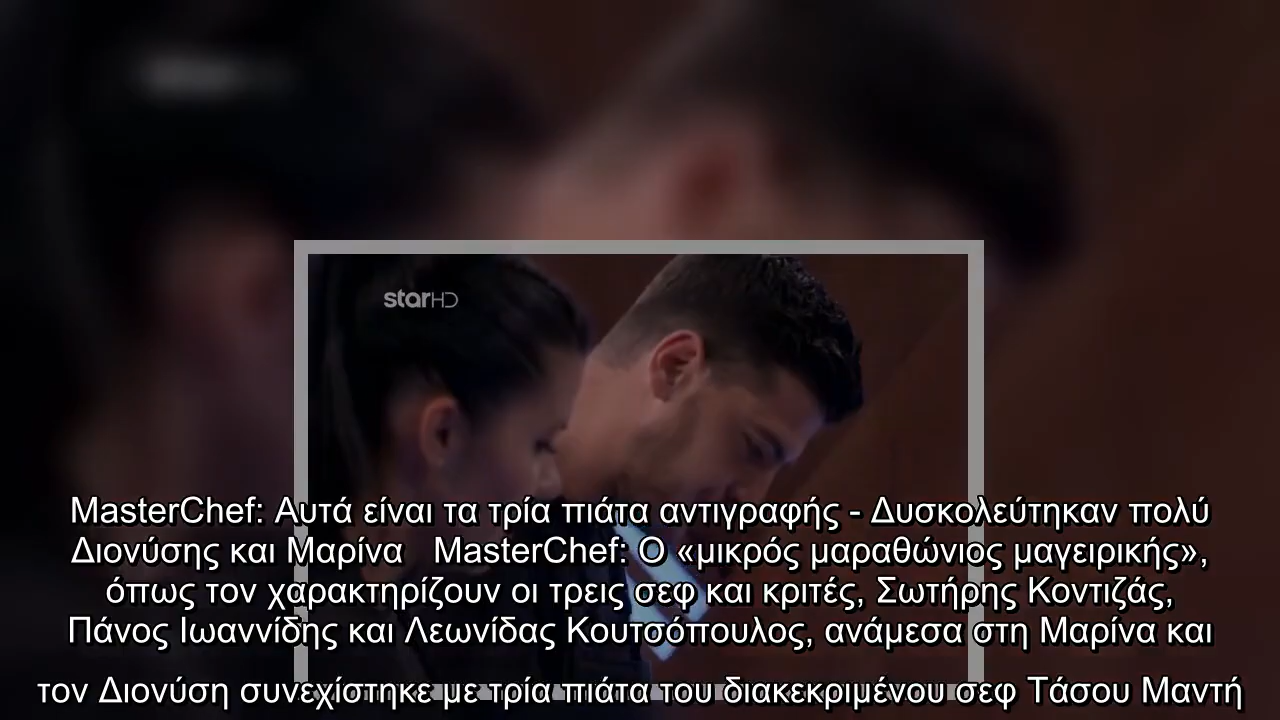 starHD
MasterChef: Αυτά είναι τα τρία πιάτα αντιγραφής - Δυσκολεύτηκαν πολύ
Διονύσης και Μαρίνα   MasterChef: Ο «μικρός μαραθώνιος μαγειρικής»,
όπως τον χαρακτηρίζουν οι τρεις σεφ και κριτές, Σωτήρης Κοντιζάς,
Πάνος Ιωαννίδης και Λεωνίδας Κουτσόπουλος, ανάμεσα στη Μαρίνα και
τον Διονύση συνεχίστηκε με τρία πιάτα του διακεκριμένου σεφ Τάσου Μαντή